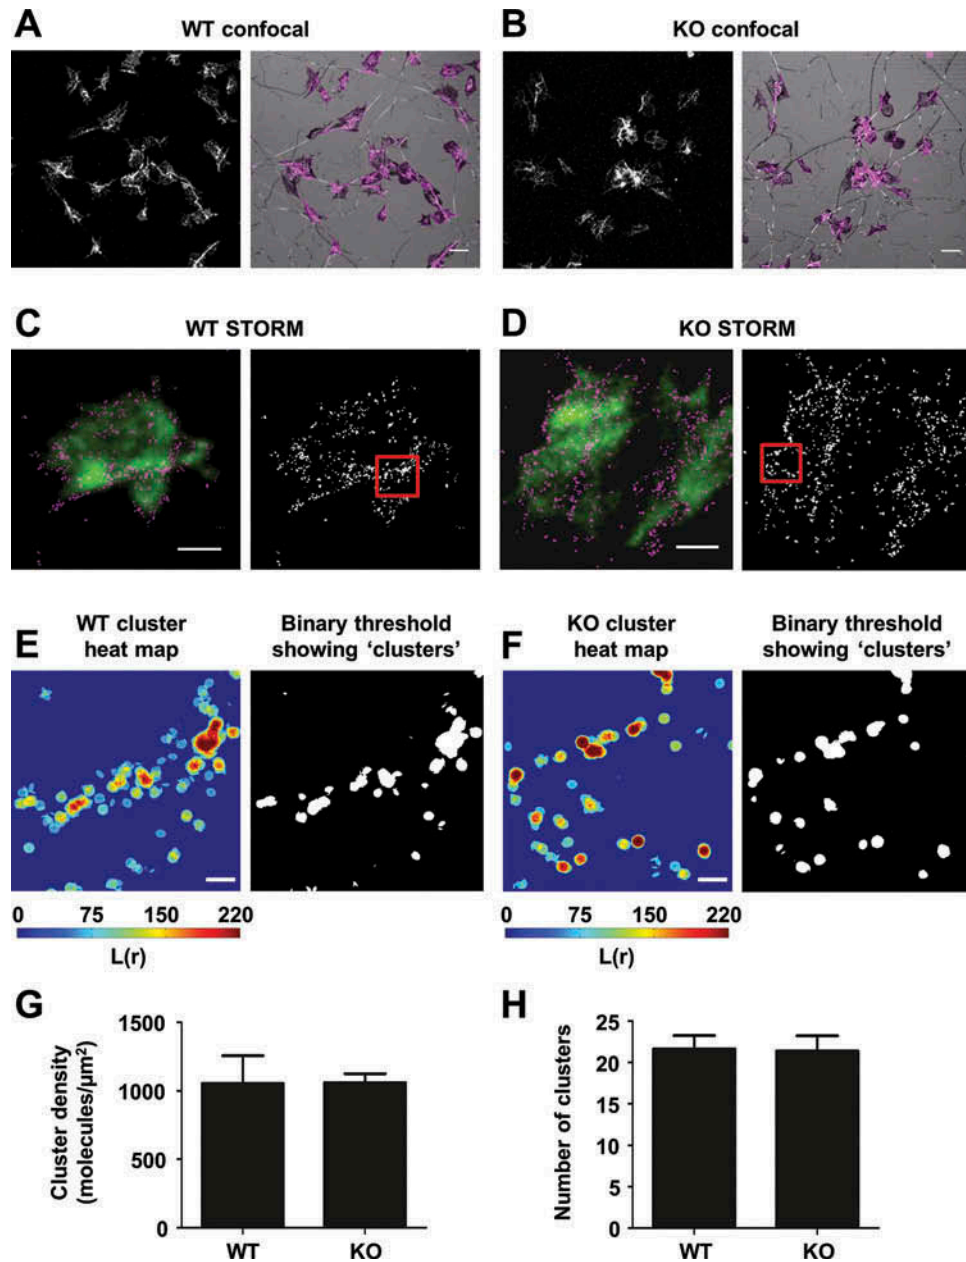 A
WT confocal
B
KO confocal
C
WT STORM
D
KO STORM
E
WT cluster
heat map
Binary threshold
showing ‘clusters’
F
KO cluster
heat map
Binary threshold
showing ‘clusters’
0 75 150 220
L(r)
0 75 150 220
L(r)
G
Cluster density
(molecules/µm²)
1500
1000
500
0
WT KO
H
Number of clusters
25
20
15
10
5
0
WT KO